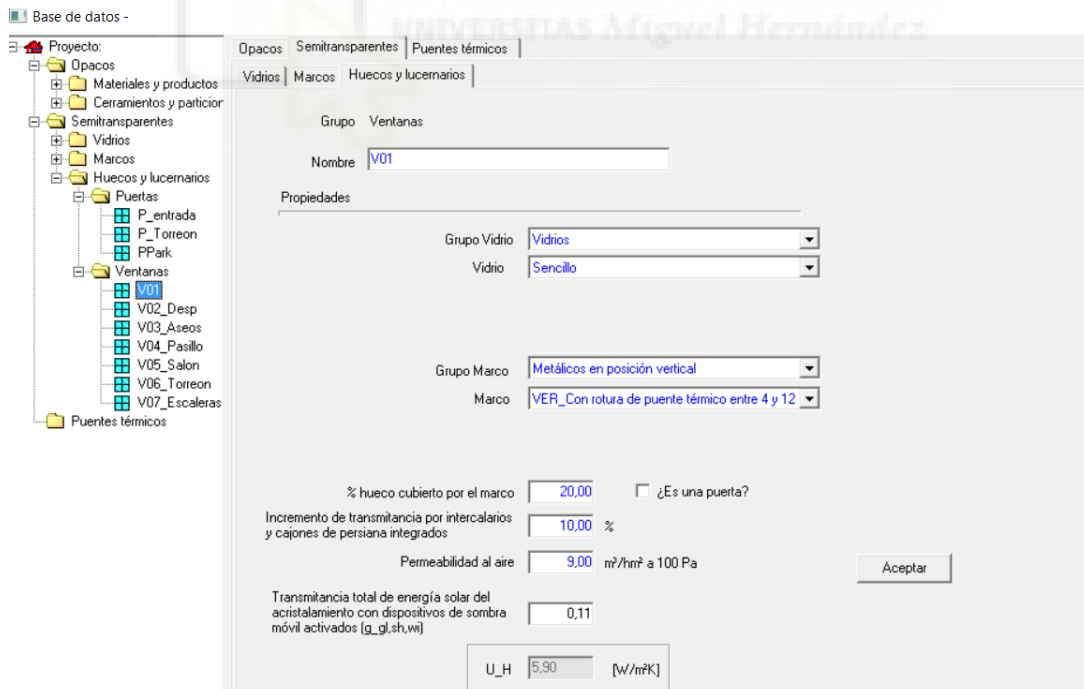 Base de datos -
UNIVERSITAS Miguel Hernández
Proyecto:
Opacos
Materiales y productos
Cerramientos y particior
Semitransparentes
Vidrios
Marcos
Huecos y lucernarios
Puertas
P_entrada
P_Torreon
PPark
Ventanas
V01
V02_Desp
V03_Aseos
V04_Pasillo
V05_Salon
V06_Torreon
V07_Escaleras
Puentes térmicos
Opacos Semitransparentes Puentes térmicos
Vidrios Marcos Huecos y lucernarios
Grupo Ventanas
Nombre V01
Propiedades
Grupo Vidrio Vidrios
Vidrio Sencillo
Grupo Marco Metálicos en posición vertical
Marco VER_Con rotura de puente térmico entre 4 y 12
% hueco cubierto por el marco 20,00 ¿Es una puerta?
Incremento de transmitancia por intercalarios
y cajones de persiana integrados 10,00 %
Permeabilidad al aire 9,00 m³/hm² a 100 Pa
Aceptar
Transmitancia total de energía solar del
acristalamiento con dispositivos de sombra
móvil activados (g_gl,sh,wi) 0,11
U_H 5,90 [W/m²K]